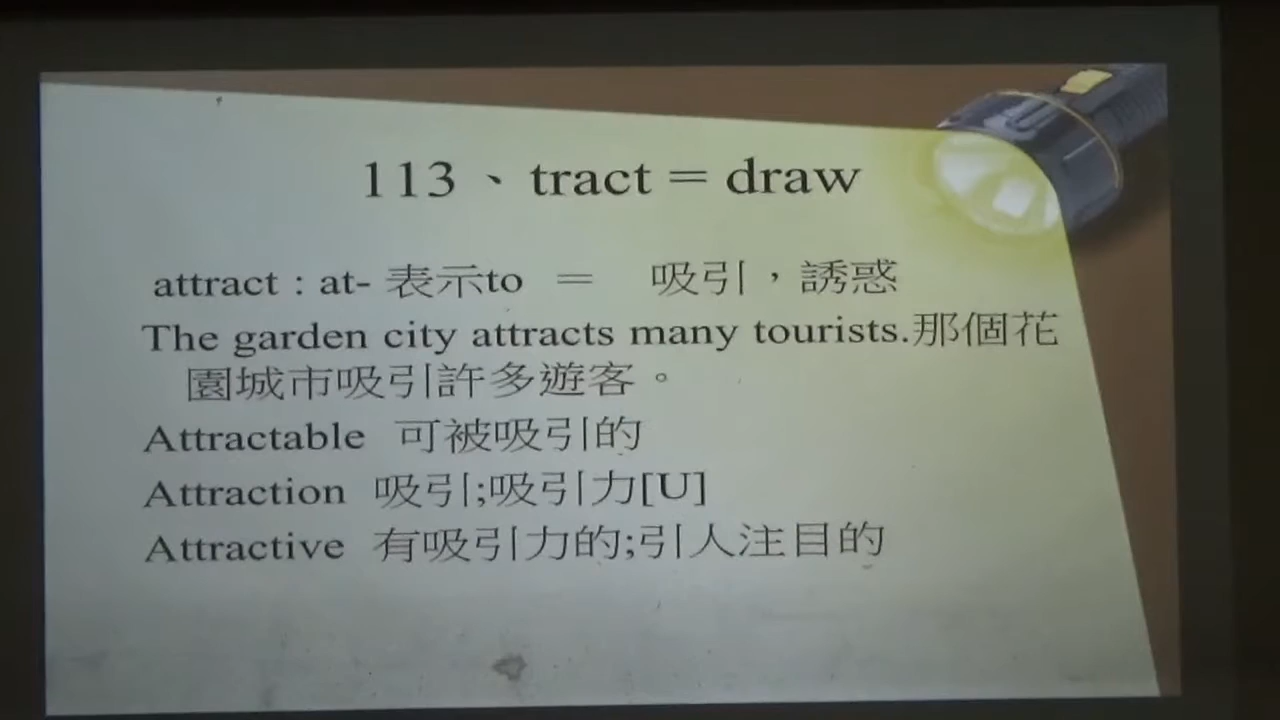 113、tract＝draw
attract : at- 表示to ＝ 吸引，誘惑
The garden city attracts many tourists.那個花
園城市吸引許多遊客。
Attractable 可被吸引的
Attraction 吸引;吸引力[U]
Attractive 有吸引力的;引人注目的